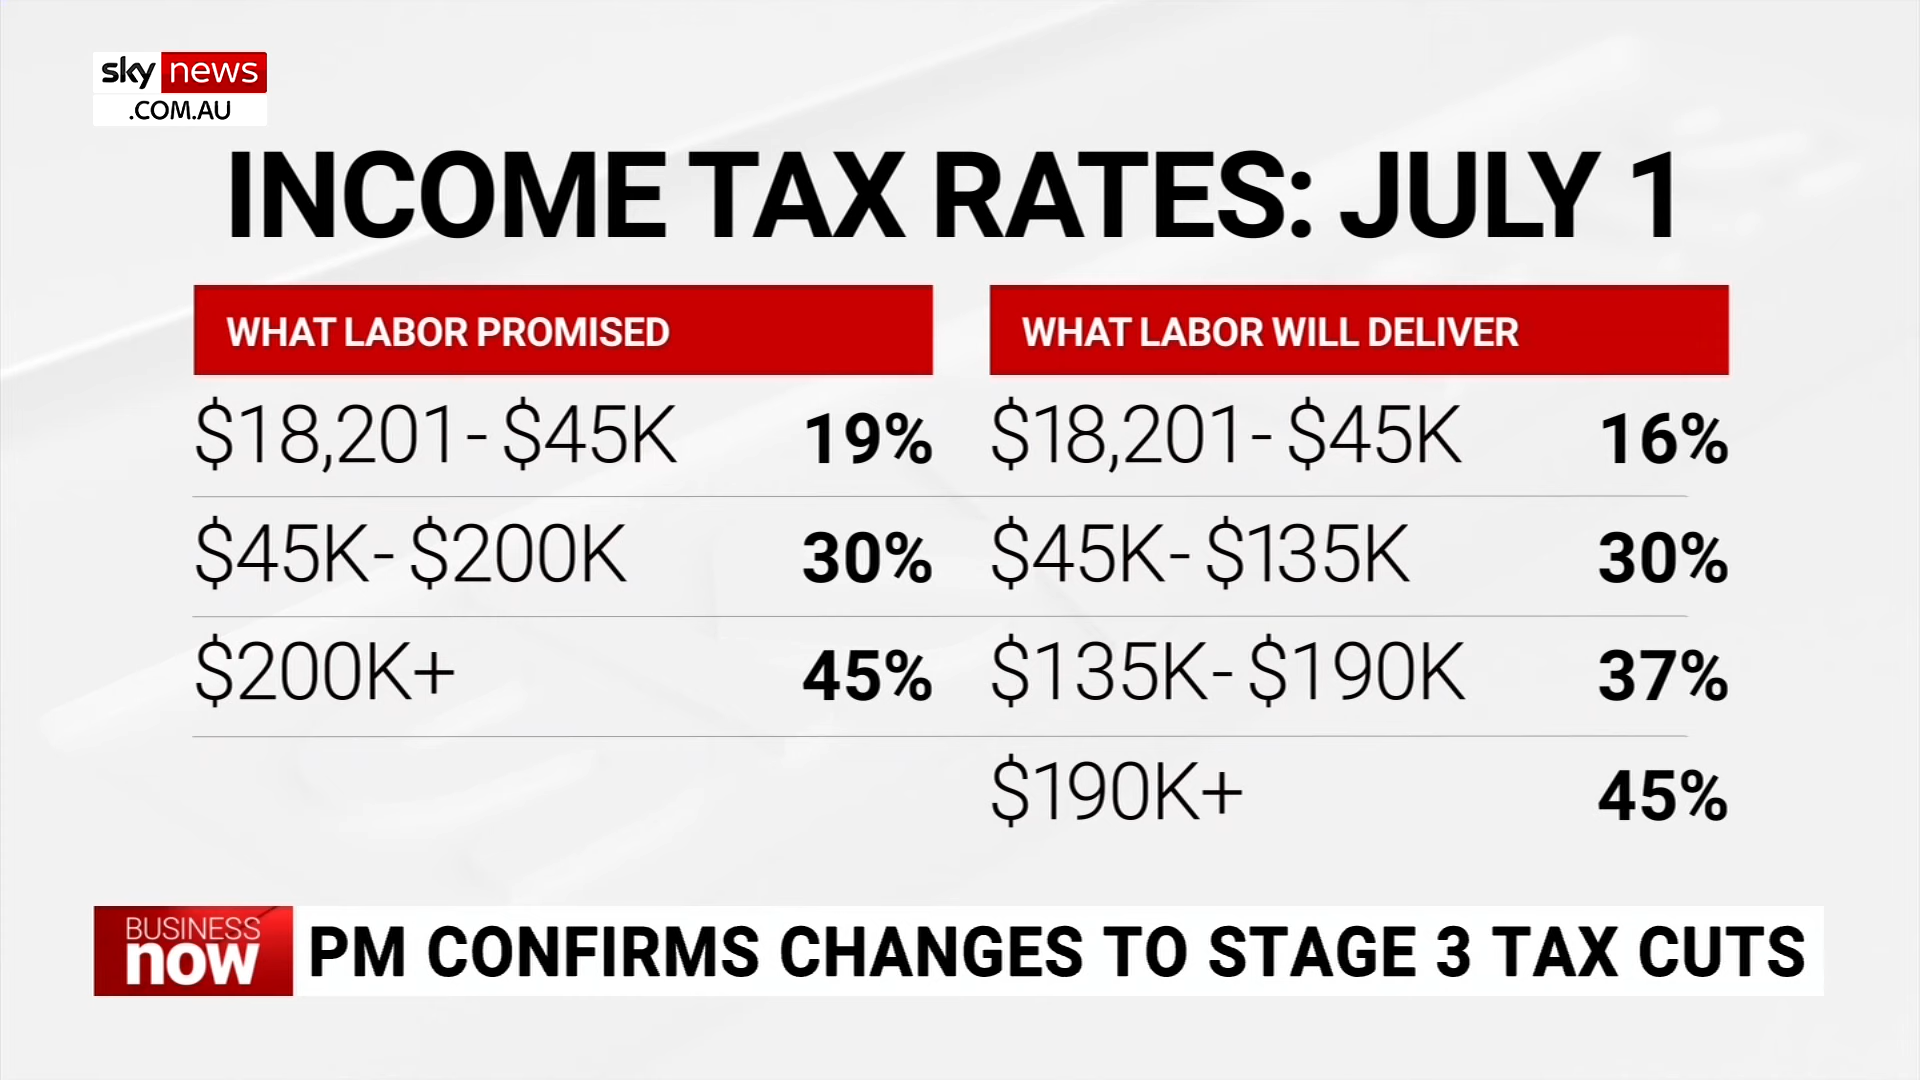 sky news
.COM.AU
INCOME TAX RATES: JULY 1
WHAT LABOR PROMISED
$18,201 - $45K 19%
$45K - $200K 30%
$200K+ 45%
WHAT LABOR WILL DELIVER
$18,201 - $45K 16%
$45K - $135K 30%
$135K - $190K 37%
$190K+ 45%
BUSINESS
now
PM CONFIRMS CHANGES TO STAGE 3 TAX CUTS